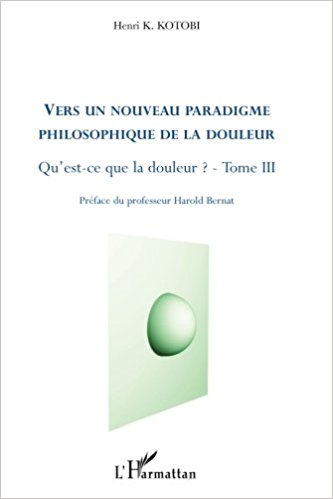 Henri K. KOTOBI
VERS UN NOUVEAU PARADIGME
PHILOSOPHIQUE DE LA DOULEUR
Qu'est-ce que la douleur ? - Tome III
Préface du professeur Harold Bernat
L'Harmattan